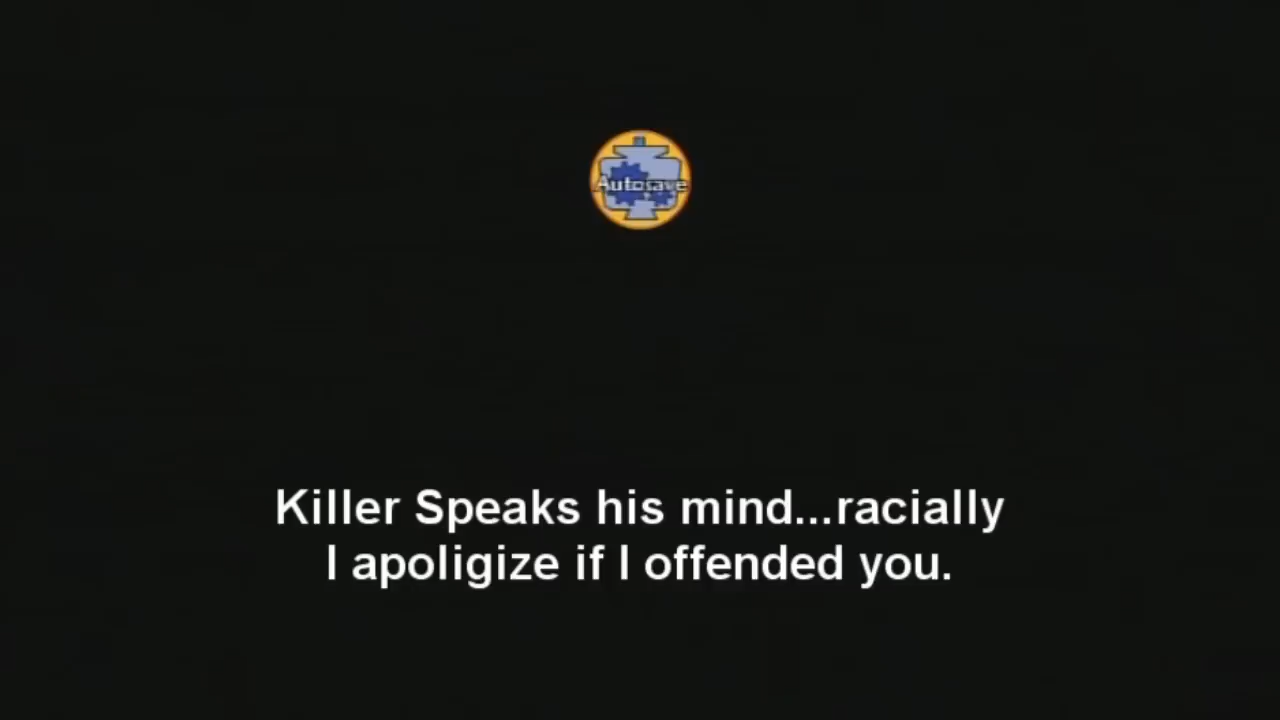 Autosave
Killer Speaks his mind...racially
I apoligize if I offended you.